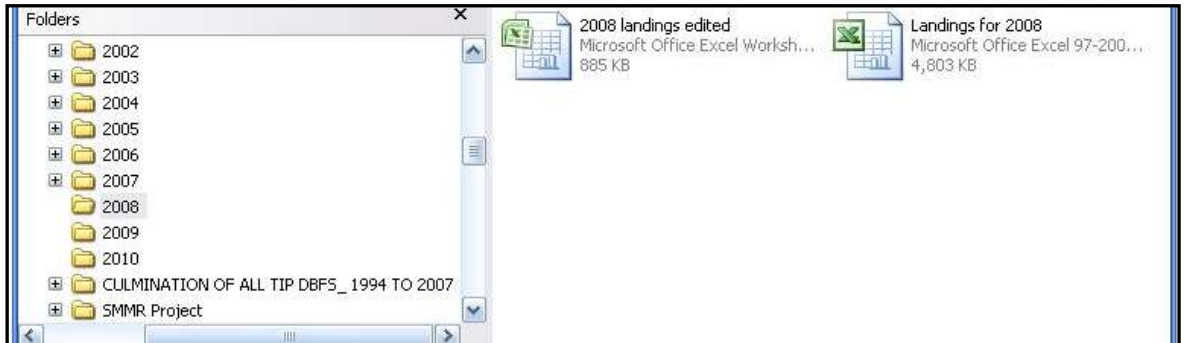 Folders
2002
2003
2004
2005
2006
2007
2008
2009
2010
CULMINATION OF ALL TIP DBFS_ 1994 TO 2007
SMMR Project
2008 landings edited
Microsoft Office Excel Worksh...
885 KB
Landings for 2008
Microsoft Office Excel 97-200...
4,803 KB